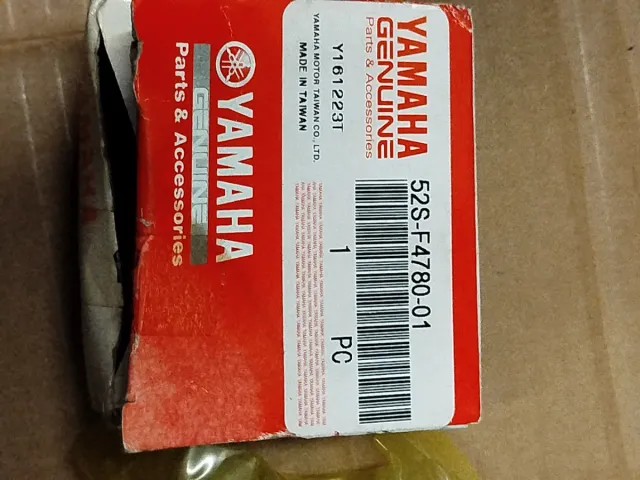 YAMAHA
GENUINE
Parts & Accessories
52S-F4780-01
1 PC
Y161223T
YAMAHA MOTOR TAIWAN CO., LTD.
MADE IN TAIWAN
YAMAHA
GENUINE
Parts & Accessories